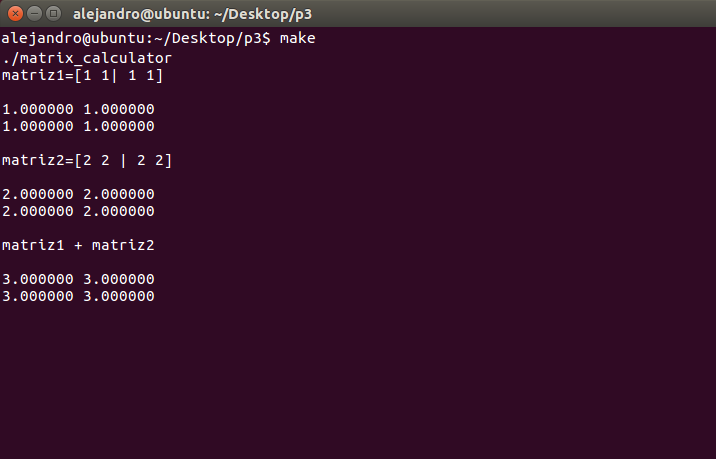 alejandro@ubuntu: ~/Desktop/p3
alejandro@ubuntu:~/Desktop/p3$ make
./matrix_calculator
matriz1=[1 1| 1 1]
1.000000 1.000000
1.000000 1.000000
matriz2=[2 2 | 2 2]
2.000000 2.000000
2.000000 2.000000
matriz1 + matriz2
3.000000 3.000000
3.000000 3.000000